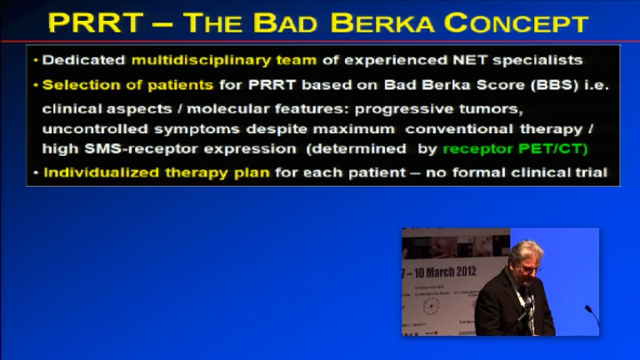 PRRT – THE BAD BERKA CONCEPT
• Dedicated multidisciplinary team of experienced NET specialists
• Selection of patients for PRRT based on Bad Berka Score (BBS) i.e.
clinical aspects / molecular features: progressive tumors,
uncontrolled symptoms despite maximum conventional therapy /
high SMS-receptor expression (determined by receptor PET/CT)
• Individualized therapy plan for each patient – no formal clinical trial
– 10 March 2012